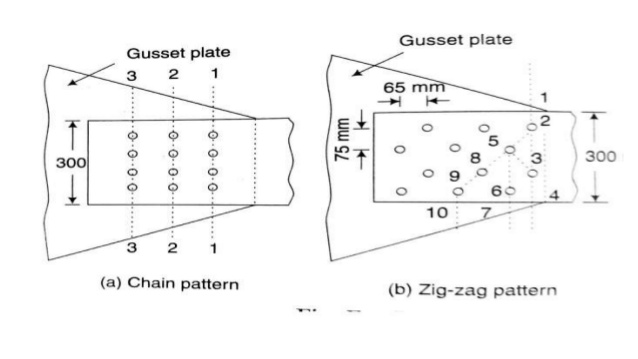 Gusset plate
3 2 1
300
3 2 1
(a) Chain pattern
Gusset plate
65 mm
75 mm
1
2
5
8
3
9
6
4
10
7
300
(b) Zig-zag pattern